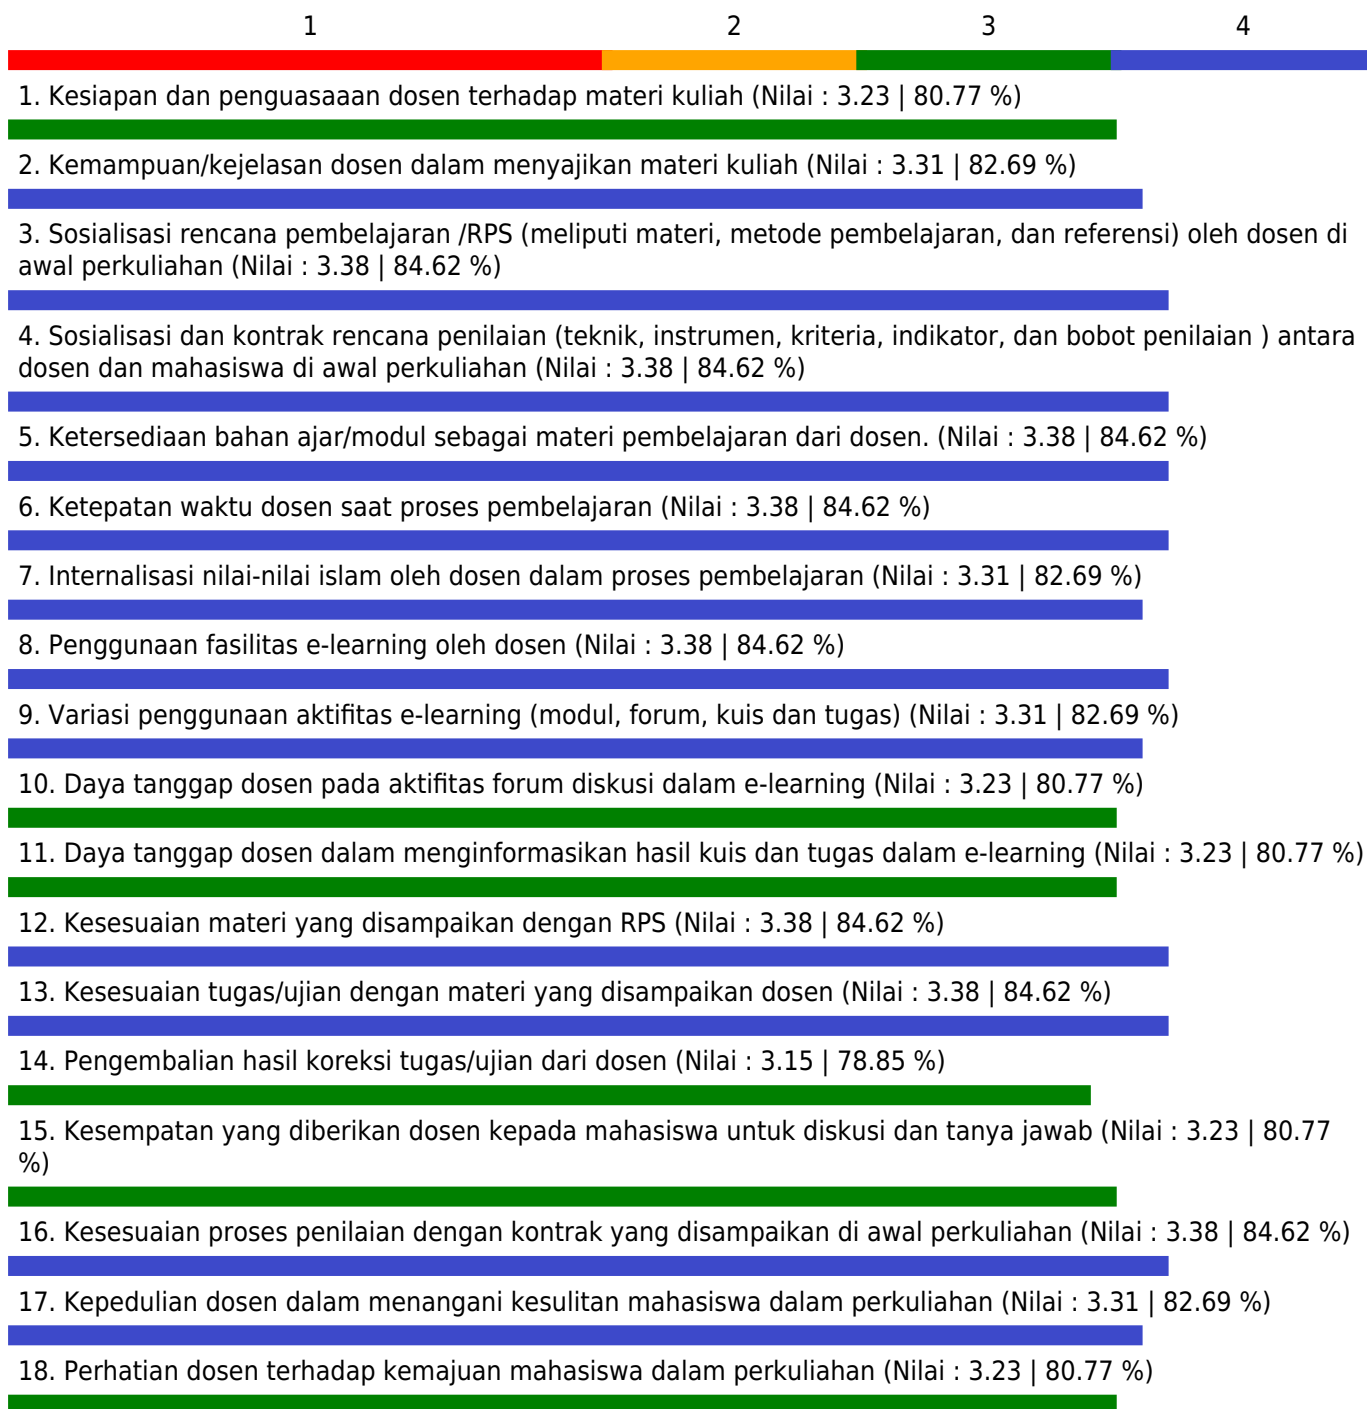 1 2 3 4
1. Kesiapan dan penguasaaan dosen terhadap materi kuliah (Nilai : 3.23 | 80.77 %)
2. Kemampuan/kejelasan dosen dalam menyajikan materi kuliah (Nilai : 3.31 | 82.69 %)
3. Sosialisasi rencana pembelajaran /RPS (meliputi materi, metode pembelajaran, dan referensi) oleh dosen di
awal perkuliahan (Nilai : 3.38 | 84.62 %)
4. Sosialisasi dan kontrak rencana penilaian (teknik, instrumen, kriteria, indikator, dan bobot penilaian ) antara
dosen dan mahasiswa di awal perkuliahan (Nilai : 3.38 | 84.62 %)
5. Ketersediaan bahan ajar/modul sebagai materi pembelajaran dari dosen. (Nilai : 3.38 | 84.62 %)
6. Ketepatan waktu dosen saat proses pembelajaran (Nilai : 3.38 | 84.62 %)
7. Internalisasi nilai-nilai islam oleh dosen dalam proses pembelajaran (Nilai : 3.31 | 82.69 %)
8. Penggunaan fasilitas e-learning oleh dosen (Nilai : 3.38 | 84.62 %)
9. Variasi penggunaan aktifitas e-learning (modul, forum, kuis dan tugas) (Nilai : 3.31 | 82.69 %)
10. Daya tanggap dosen pada aktifitas forum diskusi dalam e-learning (Nilai : 3.23 | 80.77 %)
11. Daya tanggap dosen dalam menginformasikan hasil kuis dan tugas dalam e-learning (Nilai : 3.23 | 80.77 %)
12. Kesesuaian materi yang disampaikan dengan RPS (Nilai : 3.38 | 84.62 %)
13. Kesesuaian tugas/ujian dengan materi yang disampaikan dosen (Nilai : 3.38 | 84.62 %)
14. Pengembalian hasil koreksi tugas/ujian dari dosen (Nilai : 3.15 | 78.85 %)
15. Kesempatan yang diberikan dosen kepada mahasiswa untuk diskusi dan tanya jawab (Nilai : 3.23 | 80.77
%)
16. Kesesuaian proses penilaian dengan kontrak yang disampaikan di awal perkuliahan (Nilai : 3.38 | 84.62 %)
17. Kepedulian dosen dalam menangani kesulitan mahasiswa dalam perkuliahan (Nilai : 3.31 | 82.69 %)
18. Perhatian dosen terhadap kemajuan mahasiswa dalam perkuliahan (Nilai : 3.23 | 80.77 %)